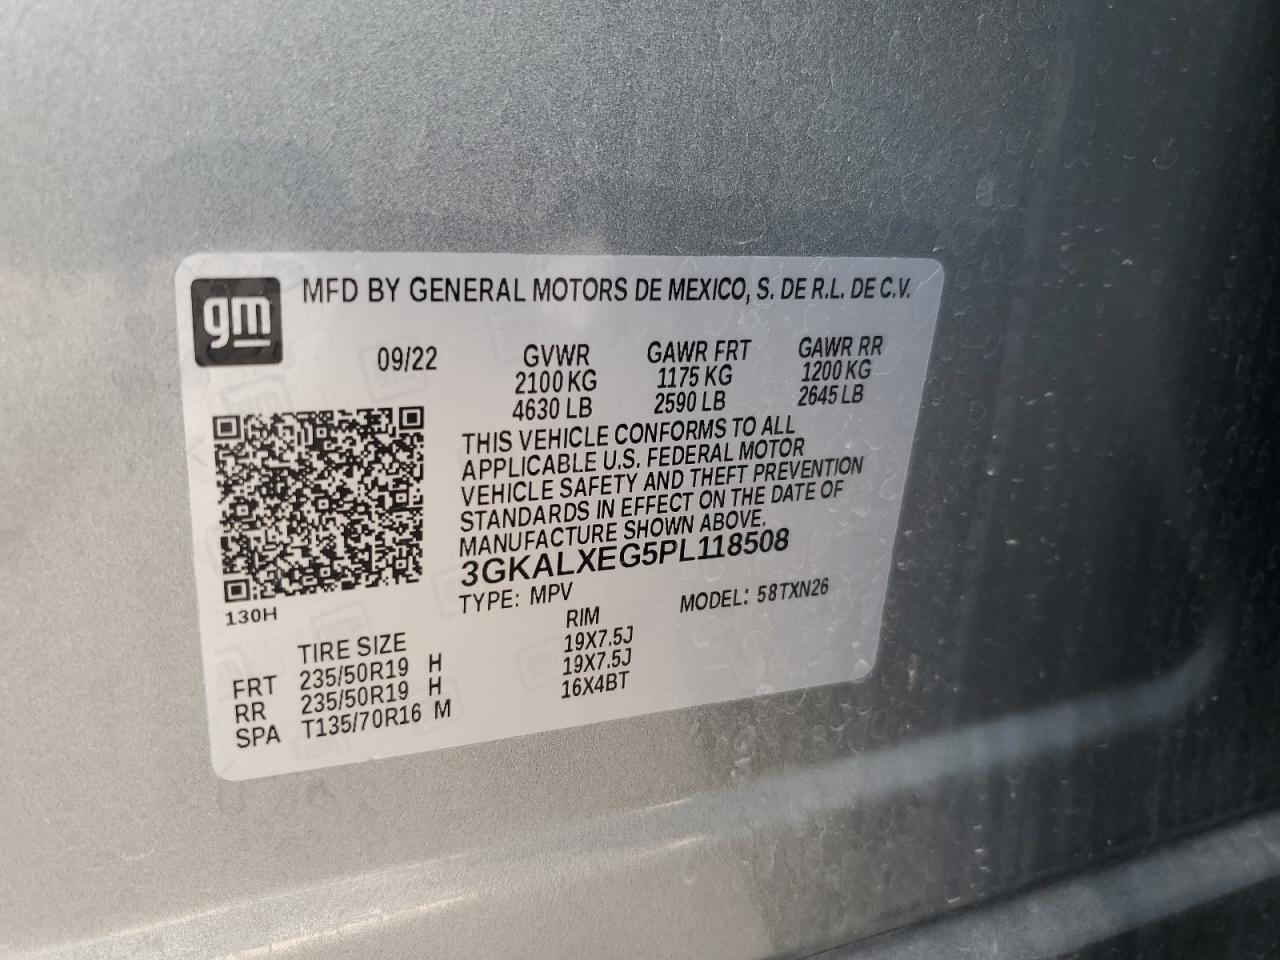 gm
MFD BY GENERAL MOTORS DE MEXICO, S. DE R.L. DE C.V.
09/22 GVWR GAWR FRT GAWR RR
2100 KG 1175 KG 1200 KG
4630 LB 2590 LB 2645 LB
THIS VEHICLE CONFORMS TO ALL
APPLICABLE U.S. FEDERAL MOTOR
VEHICLE SAFETY AND THEFT PREVENTION
STANDARDS IN EFFECT ON THE DATE OF
MANUFACTURE SHOWN ABOVE.
3GKALXEG5PL118508
130H
TYPE: MPV MODEL: 58TXN26
TIRE SIZE RIM
FRT 235/50R19 H 19X7.5J
RR 235/50R19 H 19X7.5J
SPA T135/70R16 M 16X4BT